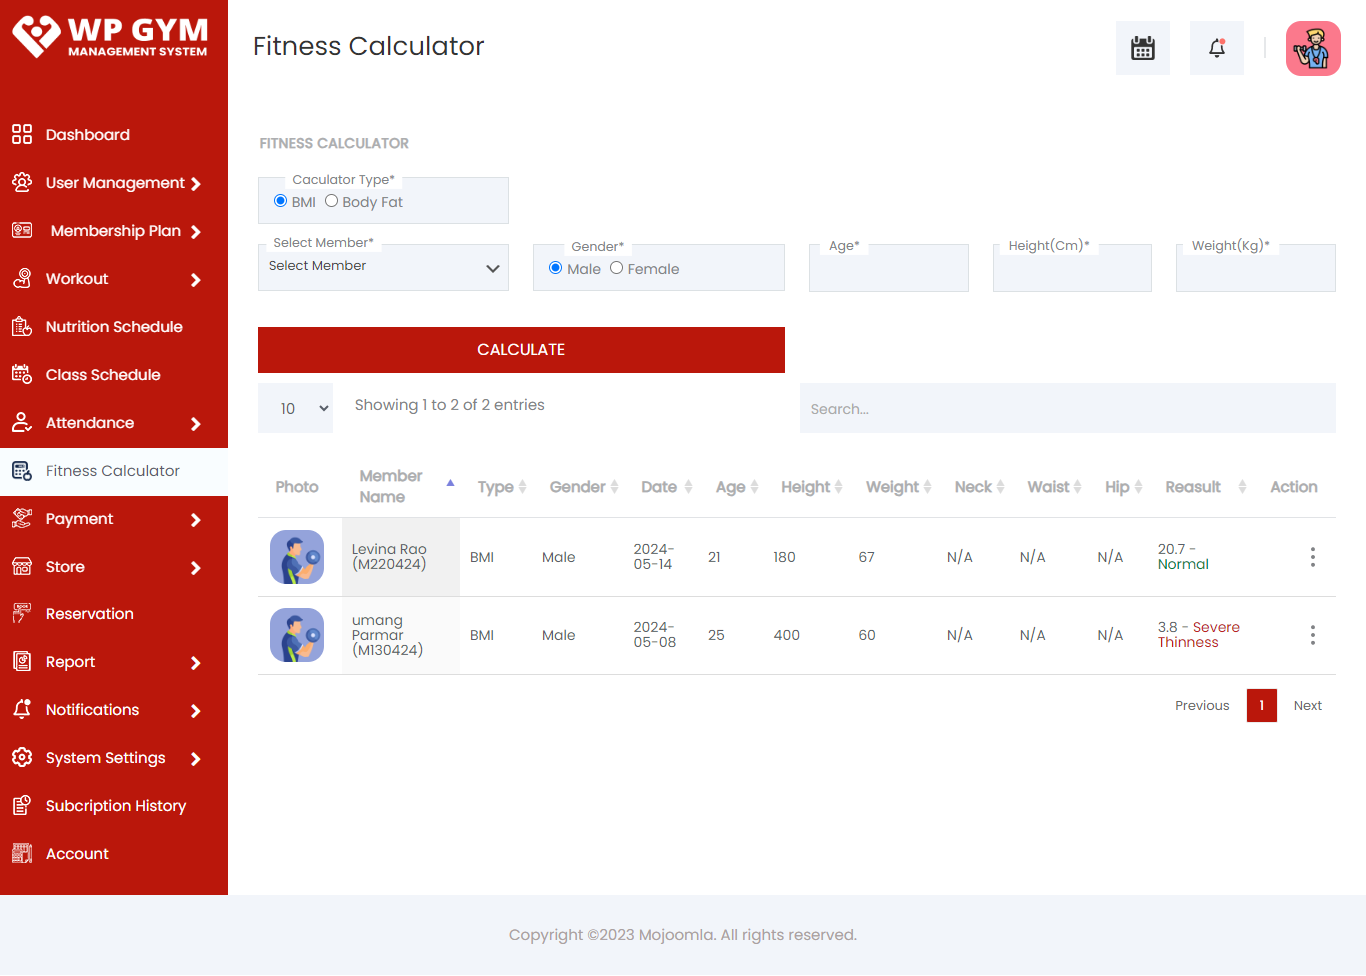 WP GYM
MANAGEMENT SYSTEM
Fitness Calculator
Dashboard
User Management
Membership Plan
Workout
Nutrition Schedule
Class Schedule
Attendance
Fitness Calculator
Payment
Store
Reservation
Report
Notifications
System Settings
Subcription History
Account
FITNESS CALCULATOR
Caculator Type*
BMI Body Fat
Select Member*
Select Member
Gender*
Male Female
Age*
Height(Cm)*
Weight(Kg)*
CALCULATE
10 Showing 1 to 2 of 2 entries Search...
Photo Member Name Type Gender Date Age Height Weight Neck Waist Hip Reasult Action
Levina Rao (M220424) BMI Male 2024-05-14 21 180 67 N/A N/A N/A 20.7 - Normal
umang Parmar (M130424) BMI Male 2024-05-08 25 400 60 N/A N/A N/A 3.8 - Severe Thinness
Previous 1 Next
Copyright ©2023 Mojoomla. All rights reserved.